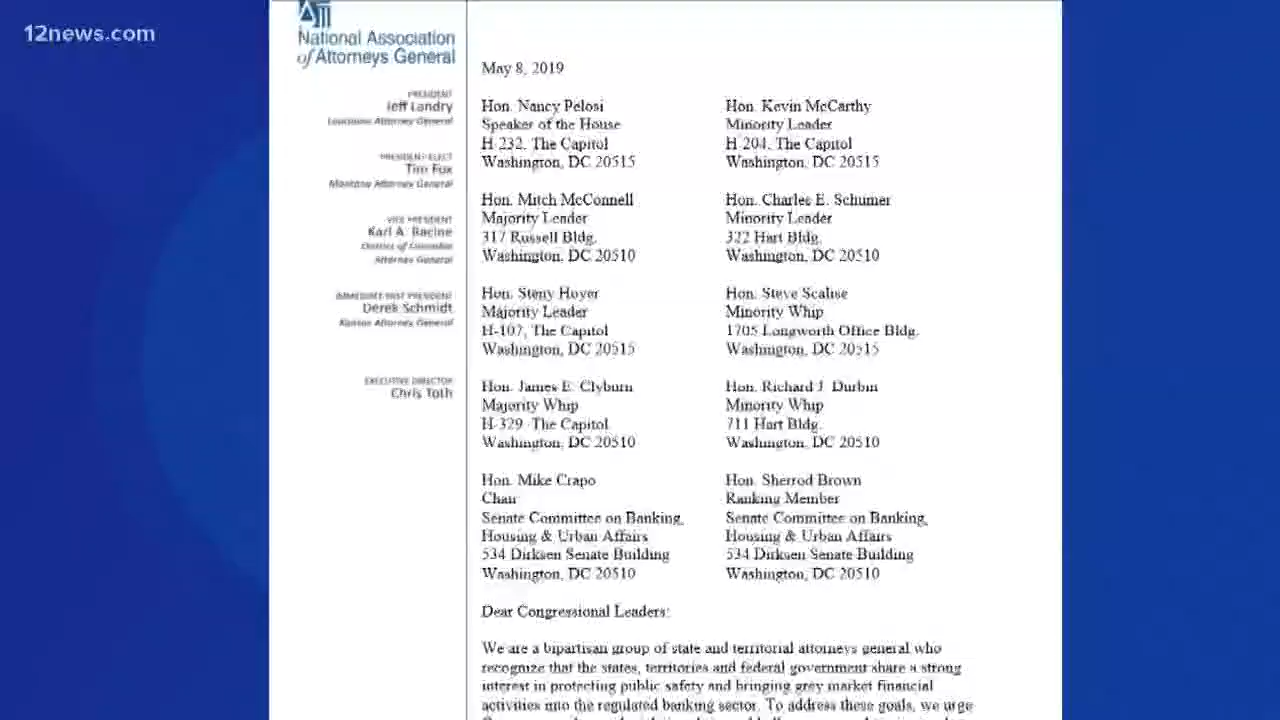 12news.com
National Association
of Attorneys General
PRESIDENT
Jeff Landry
Louisiana Attorney General
PRESIDENT-ELECT
Tim Fox
Montana Attorney General
VICE PRESIDENT
Karl A. Racine
District of Columbia
Attorney General
IMMEDIATE PAST PRESIDENT
Derek Schmidt
Kansas Attorney General
EXECUTIVE DIRECTOR
Chris Toth
May 8, 2019
Hon. Nancy Pelosi
Speaker of the House
H-232, The Capitol
Washington, DC 20515
Hon. Kevin McCarthy
Minority Leader
H-204, The Capitol
Washington, DC 20515
Hon. Mitch McConnell
Majority Leader
317 Russell Bldg.
Washington, DC 20510
Hon. Charles E. Schumer
Minority Leader
322 Hart Bldg.
Washington, DC 20510
Hon. Steny Hoyer
Majority Leader
H-107, The Capitol
Washington, DC 20515
Hon. Steve Scalise
Minority Whip
1705 Longworth Office Bldg.
Washington, DC 20515
Hon. James E. Clyburn
Majority Whip
H-329 The Capitol
Washington, DC 20510
Hon. Richard J. Durbin
Minority Whip
711 Hart Bldg.
Washington, DC 20510
Hon. Mike Crapo
Chair
Senate Committee on Banking,
Housing & Urban Affairs
534 Dirksen Senate Building
Washington, DC 20510
Hon. Sherrod Brown
Ranking Member
Senate Committee on Banking,
Housing & Urban Affairs
534 Dirksen Senate Building
Washington, DC 20510
Dear Congressional Leaders:
We are a bipartisan group of state and territorial attorneys general who
recognize that the states, territories and federal government share a strong
interest in protecting public safety and bringing grey market financial
activities into the regulated banking sector. To address these goals, we urge